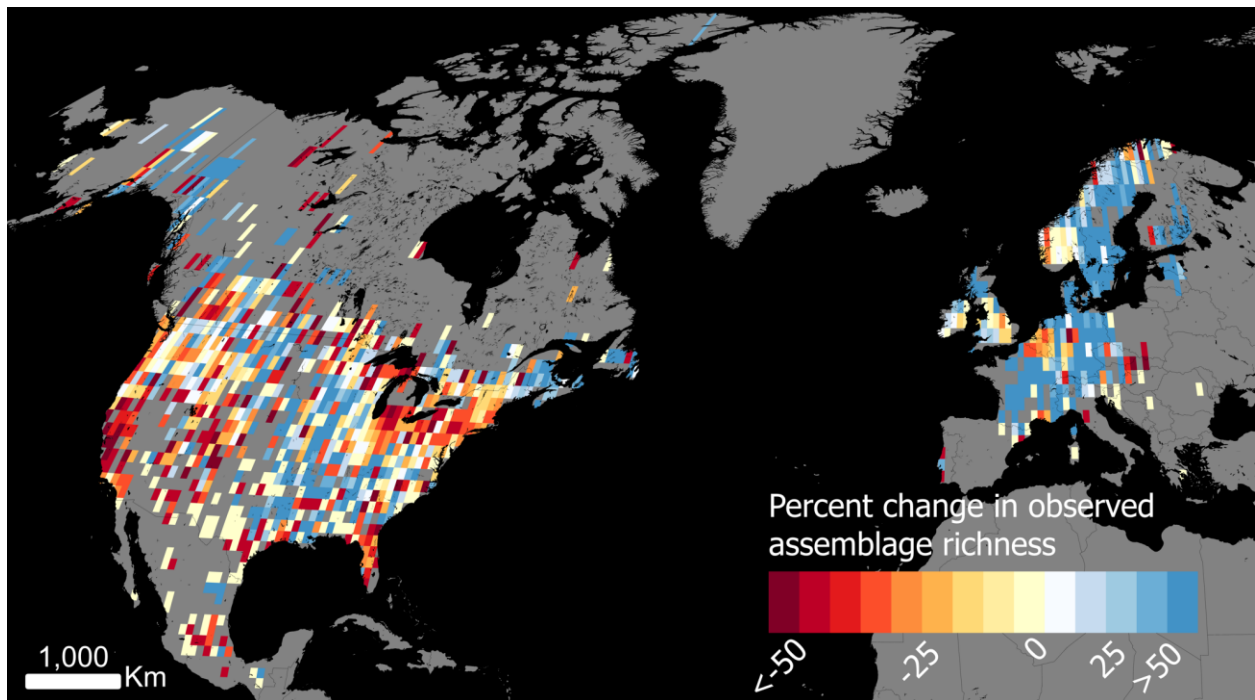 Percent change in observed
assemblage richness
<-50
-25
0
25
>50
1,000
Km